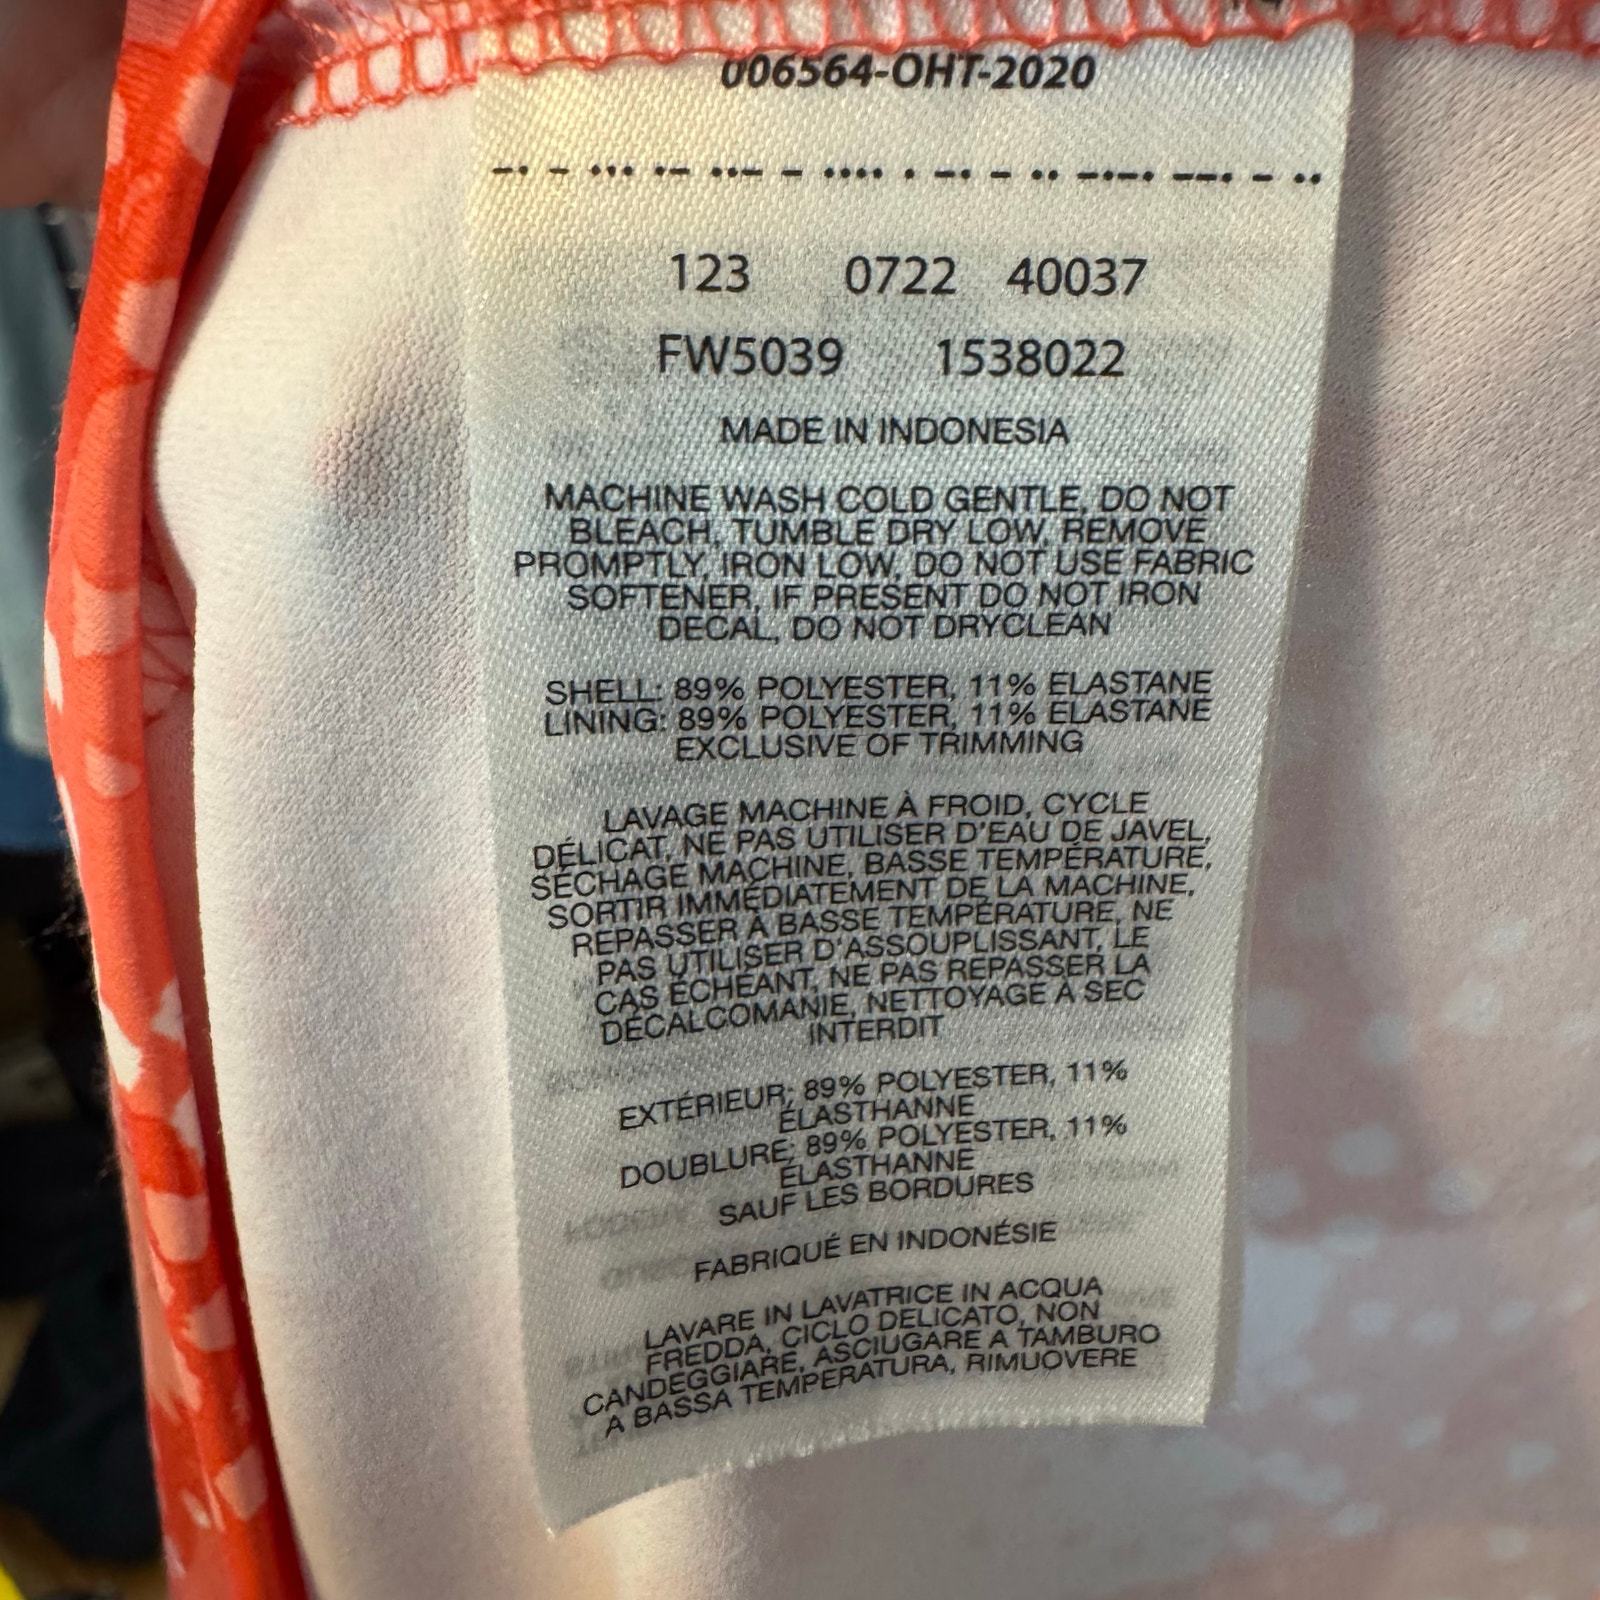 006564-OHT-2020
–· – ··· ·– ··– – ···· · –· – ·· –·–· ––· – ··
123 0722 40037
FW5039 1538022
MADE IN INDONESIA
MACHINE WASH COLD GENTLE, DO NOT
BLEACH, TUMBLE DRY LOW, REMOVE
PROMPTLY, IRON LOW, DO NOT USE FABRIC
SOFTENER, IF PRESENT DO NOT IRON
DECAL, DO NOT DRYCLEAN
SHELL: 89% POLYESTER, 11% ELASTANE
LINING: 89% POLYESTER, 11% ELASTANE
EXCLUSIVE OF TRIMMING
LAVAGE MACHINE À FROID, CYCLE
DÉLICAT, NE PAS UTILISER D'EAU DE JAVEL,
SÉCHAGE MACHINE, BASSE TEMPÉRATURE,
SORTIR IMMÉDIATEMENT DE LA MACHINE,
REPASSER À BASSE TEMPÉRATURE, NE
PAS UTILISER D'ASSOUPLISSANT, LE
CAS ÉCHÉANT, NE PAS REPASSER LA
DÉCALCOMANIE, NETTOYAGE À SEC
INTERDIT
EXTÉRIEUR: 89% POLYESTER, 11%
ÉLASTHANNE
DOUBLURE: 89% POLYESTER, 11%
ÉLASTHANNE
SAUF LES BORDURES
FABRIQUÉ EN INDONÉSIE
LAVARE IN LAVATRICE IN ACQUA
FREDDA, CICLO DELICATO, NON
CANDEGGIARE, ASCIUGARE A TAMBURO
A BASSA TEMPERATURA, RIMUOVERE